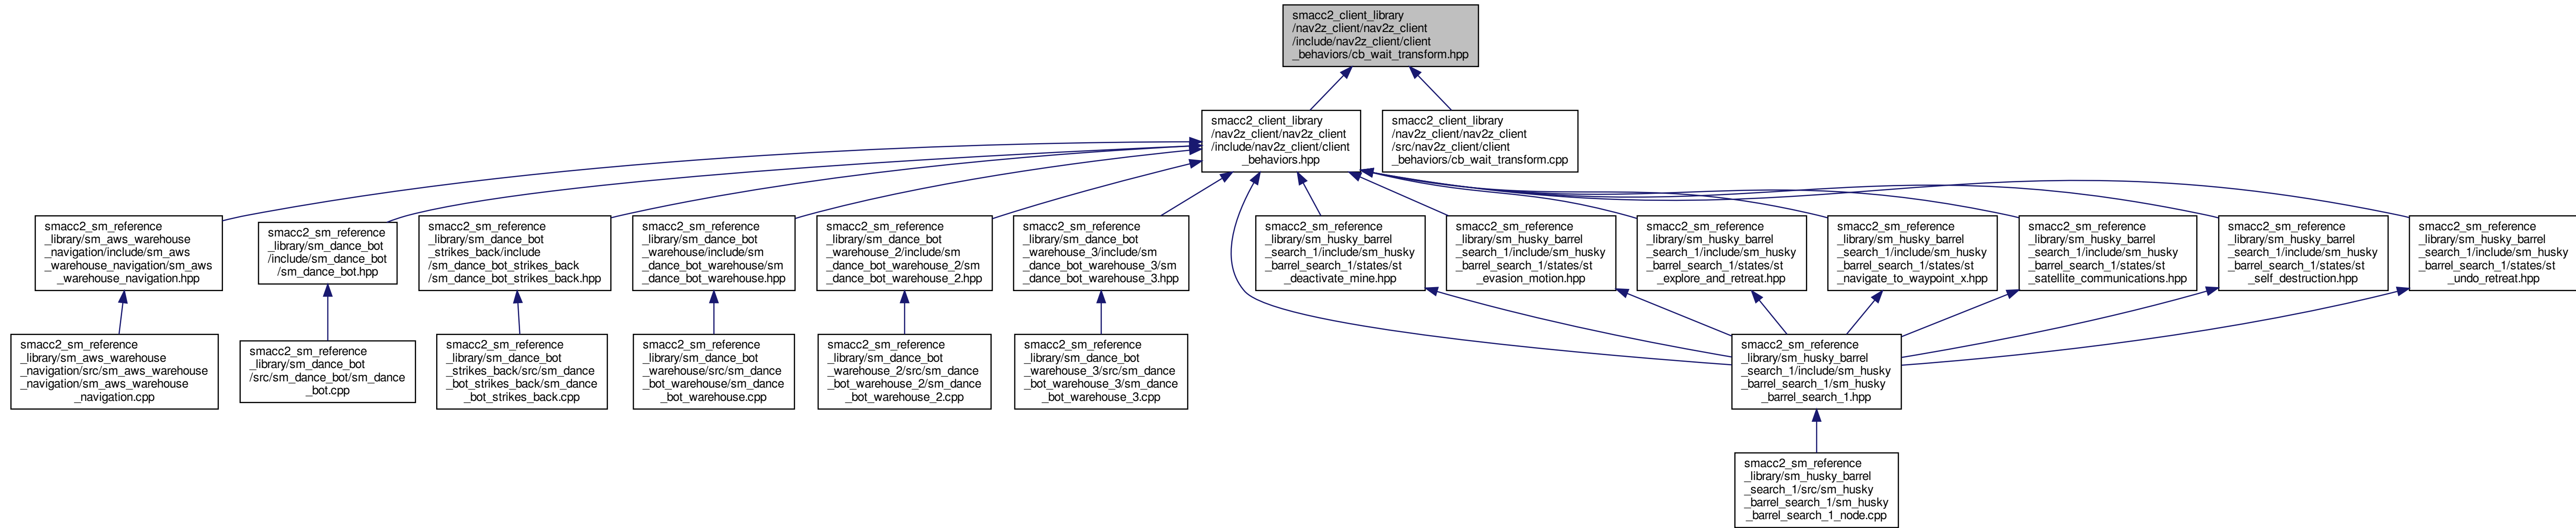 smacc2_client_library
/nav2z_client/nav2z_client
/include/nav2z_client/client
_behaviors/cb_wait_transform.hpp
smacc2_client_library
/nav2z_client/nav2z_client
/include/nav2z_client/client
_behaviors.hpp
smacc2_client_library
/nav2z_client/nav2z_client
/src/nav2z_client/client
_behaviors/cb_wait_transform.cpp
smacc2_sm_reference
_library/sm_aws_warehouse
_navigation/include/sm_aws
_warehouse_navigation/sm_aws
_warehouse_navigation.hpp
smacc2_sm_reference
_library/sm_dance_bot
/include/sm_dance_bot
/sm_dance_bot.hpp
smacc2_sm_reference
_library/sm_dance_bot
_strikes_back/include
/sm_dance_bot_strikes_back
/sm_dance_bot_strikes_back.hpp
smacc2_sm_reference
_library/sm_dance_bot
_warehouse/include/sm
_dance_bot_warehouse/sm
_dance_bot_warehouse.hpp
smacc2_sm_reference
_library/sm_dance_bot
_warehouse_2/include/sm
_dance_bot_warehouse_2/sm
_dance_bot_warehouse_2.hpp
smacc2_sm_reference
_library/sm_dance_bot
_warehouse_3/include/sm
_dance_bot_warehouse_3/sm
_dance_bot_warehouse_3.hpp
smacc2_sm_reference
_library/sm_husky_barrel
_search_1/include/sm_husky
_barrel_search_1/states/st
_deactivate_mine.hpp
smacc2_sm_reference
_library/sm_husky_barrel
_search_1/include/sm_husky
_barrel_search_1/states/st
_evasion_motion.hpp
smacc2_sm_reference
_library/sm_husky_barrel
_search_1/include/sm_husky
_barrel_search_1/states/st
_explore_and_retreat.hpp
smacc2_sm_reference
_library/sm_husky_barrel
_search_1/include/sm_husky
_barrel_search_1/states/st
_navigate_to_waypoint_x.hpp
smacc2_sm_reference
_library/sm_husky_barrel
_search_1/include/sm_husky
_barrel_search_1/states/st
_satellite_communications.hpp
smacc2_sm_reference
_library/sm_husky_barrel
_search_1/include/sm_husky
_barrel_search_1/states/st
_self_destruction.hpp
smacc2_sm_reference
_library/sm_husky_barrel
_search_1/include/sm_husky
_barrel_search_1/states/st
_undo_retreat.hpp
smacc2_sm_reference
_library/sm_aws_warehouse
_navigation/src/sm_aws_warehouse
_navigation/sm_aws_warehouse
_navigation.cpp
smacc2_sm_reference
_library/sm_dance_bot
/src/sm_dance_bot/sm_dance
_bot.cpp
smacc2_sm_reference
_library/sm_dance_bot
_strikes_back/src/sm_dance
_bot_strikes_back/sm_dance
_bot_strikes_back.cpp
smacc2_sm_reference
_library/sm_dance_bot
_warehouse/src/sm_dance
_bot_warehouse/sm_dance
_bot_warehouse.cpp
smacc2_sm_reference
_library/sm_dance_bot
_warehouse_2/src/sm_dance
_bot_warehouse_2/sm_dance
_bot_warehouse_2.cpp
smacc2_sm_reference
_library/sm_dance_bot
_warehouse_3/src/sm_dance
_bot_warehouse_3/sm_dance
_bot_warehouse_3.cpp
smacc2_sm_reference
_library/sm_husky_barrel
_search_1/include/sm_husky
_barrel_search_1/sm_husky
_barrel_search_1.hpp
smacc2_sm_reference
_library/sm_husky_barrel
_search_1/src/sm_husky
_barrel_search_1/sm_husky
_barrel_search_1_node.cpp